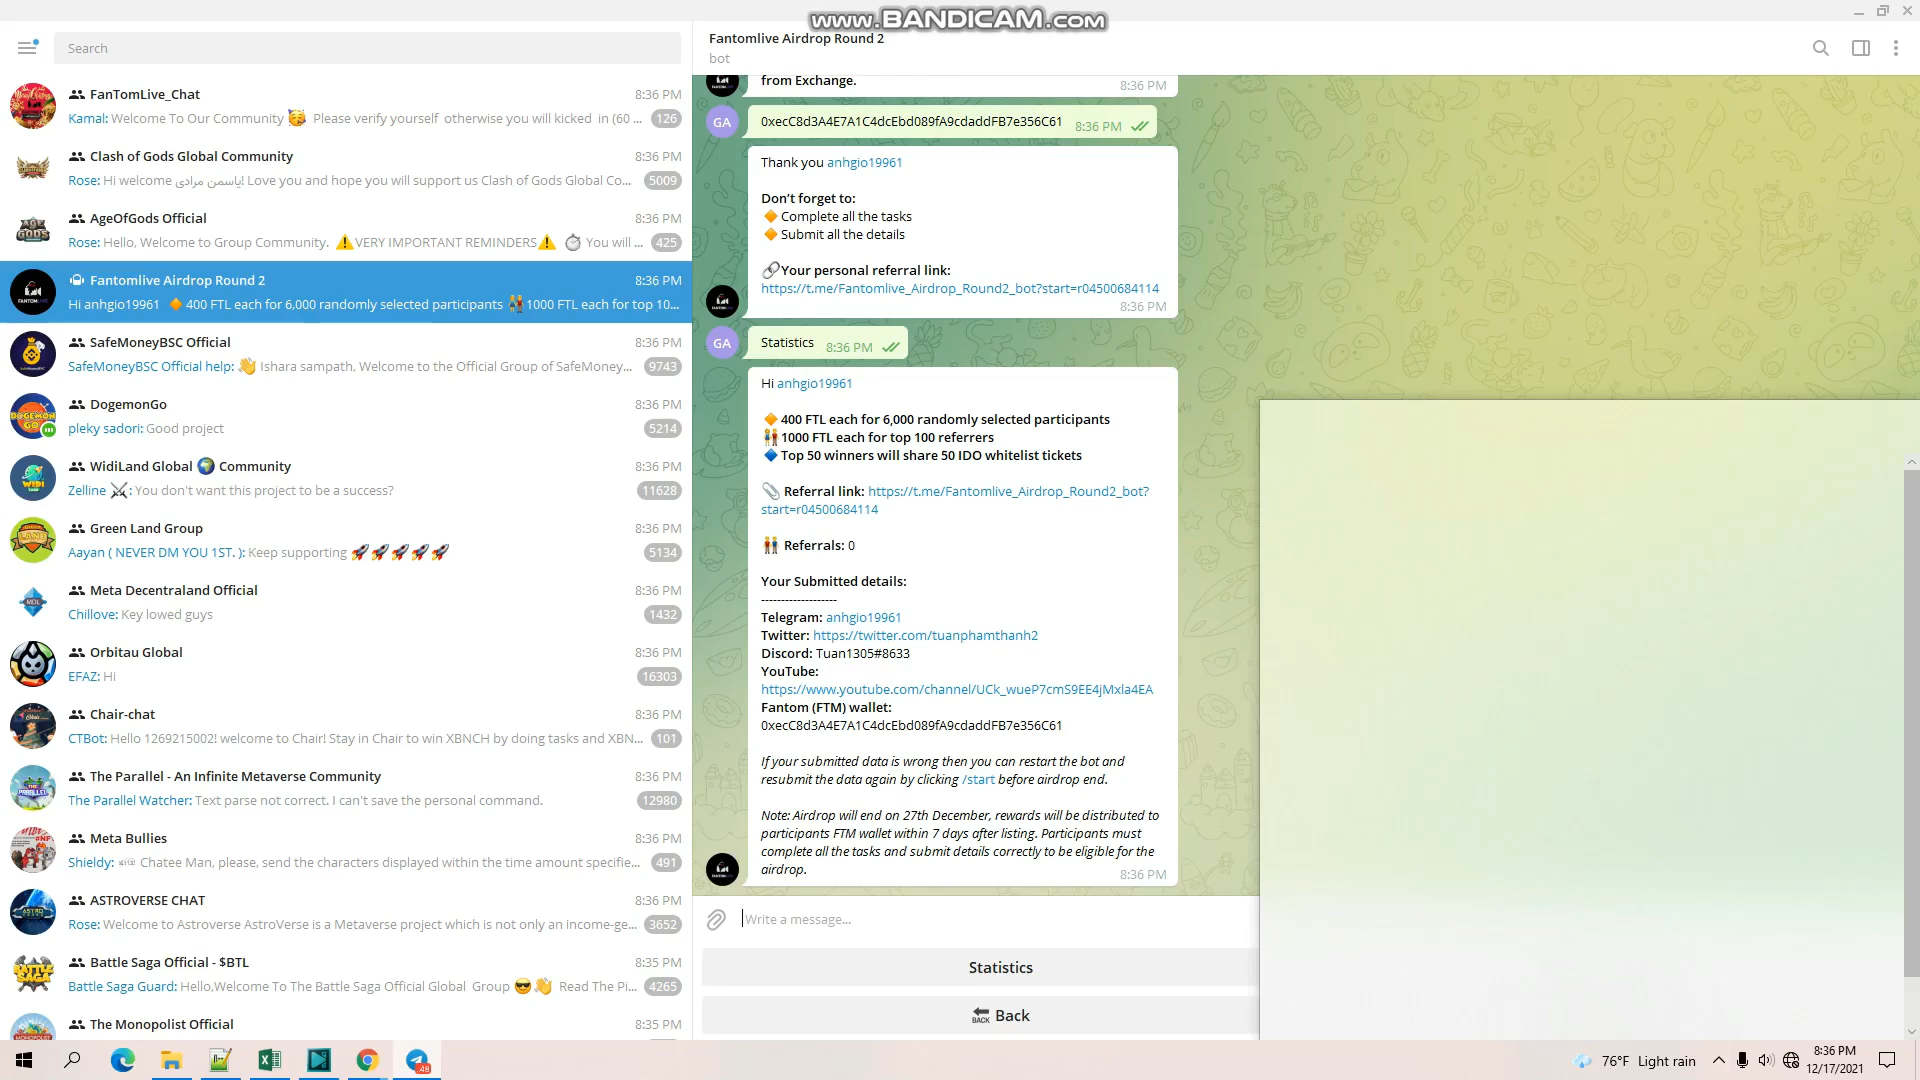 www.BANDICAM.com
Search
FanTomLive_Chat 8:36 PM
Kamal: Welcome To Our Community 🥳 Please verify yourself otherwise you will kicked in (60 ... 126
Clash of Gods Global Community 8:36 PM
Rose: Hi welcome یاسمن مرادی! Love you and hope you will support us Clash of Gods Global Co... 5009
AgeOfGods Official 8:36 PM
Rose: Hello, Welcome to Group Community. ⚠️VERY IMPORTANT REMINDERS⚠️ ⏱ You will ... 425
Fantomlive Airdrop Round 2 8:36 PM
Hi anhgio19961 🔶400 FTL each for 6,000 randomly selected participants 👫1000 FTL each for top 10...
SafeMoneyBSC Official 8:36 PM
SafeMoneyBSC Official help: 👋 Ishara sampath, Welcome to the Official Group of SafeMoney... 9743
DogemonGo 8:36 PM
pleky sadori: Good project 5214
WidiLand Global 🌍 Community 8:36 PM
Zelline ⚔: You don't want this project to be a success? 11628
Green Land Group 8:36 PM
Aayan ( NEVER DM YOU 1ST. ): Keep supporting 🚀🚀🚀🚀🚀 5134
Meta Decentraland Official 8:36 PM
Chillove: Key lowed guys 1432
Orbitau Global 8:36 PM
EFAZ: Hi 16303
Chair-chat 8:36 PM
CTBot: Hello 1269215002! welcome to Chair! Stay in Chair to win XBNCH by doing tasks and XBN... 101
The Parallel - An Infinite Metaverse Community 8:36 PM
The Parallel Watcher: Text parse not correct. I can't save the personal command. 12980
Meta Bullies 8:36 PM
Shieldy: Chatee Man, please, send the characters displayed within the time amount specifie... 491
ASTROVERSE CHAT 8:36 PM
Rose: Welcome to Astroverse AstroVerse is a Metaverse project which is not only an income-ge... 3652
Battle Saga Official - $BTL 8:35 PM
Battle Saga Guard: Hello,Welcome To The Battle Saga Official Global Group 😎👋 Read The Pi... 4265
The Monopolist Official 8:35 PM
Fantomlive Airdrop Round 2
bot
from Exchange.
8:36 PM
GA
0xecC8d3A4E7A1C4dcEbd089fA9cdaddFB7e356C61 8:36 PM
Thank you anhgio19961
Don't forget to:
🔶 Complete all the tasks
🔶 Submit all the details
🔗Your personal referral link:
https://t.me/Fantomlive_Airdrop_Round2_bot?start=r04500684114
8:36 PM
GA
Statistics 8:36 PM
Hi anhgio19961
🔶 400 FTL each for 6,000 randomly selected participants
👫1000 FTL each for top 100 referrers
🔷 Top 50 winners will share 50 IDO whitelist tickets
📎 Referral link: https://t.me/Fantomlive_Airdrop_Round2_bot?
start=r04500684114
👬 Referrals: 0
Your Submitted details:
-------------------
Telegram: anhgio19961
Twitter: https://twitter.com/tuanphamthanh2
Discord: Tuan1305#8633
YouTube:
https://www.youtube.com/channel/UCk_wueP7cmS9EE4jMxla4EA
Fantom (FTM) wallet:
0xecC8d3A4E7A1C4dcEbd089fA9cdaddFB7e356C61
If your submitted data is wrong then you can restart the bot and
resubmit the data again by clicking /start before airdrop end.
Note: Airdrop will end on 27th December, rewards will be distributed to
participants FTM wallet within 7 days after listing. Participants must
complete all the tasks and submit details correctly to be eligible for the
airdrop.
8:36 PM
Write a message...
Statistics
🔙 Back
48
76°F Light rain
8:36 PM
12/17/2021